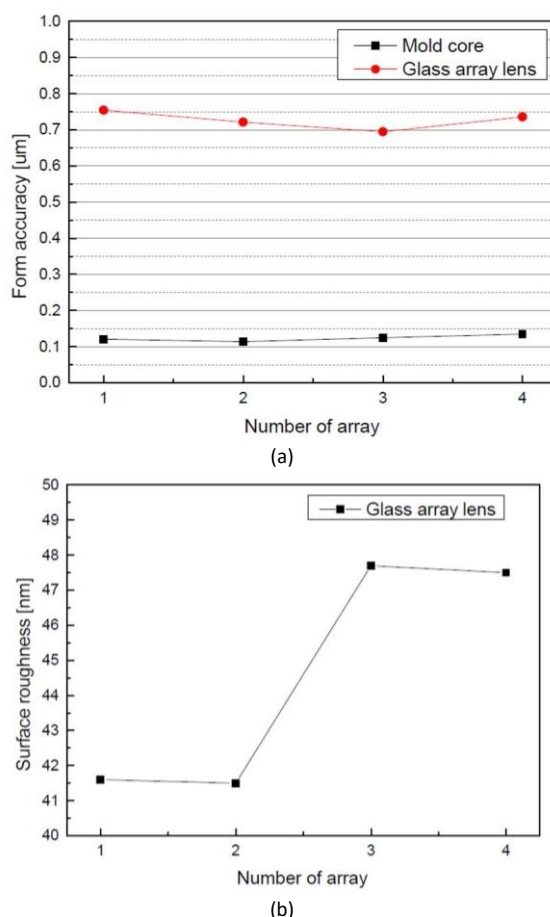 1.0
0.9
0.8
0.7
0.6
0.5
0.4
0.3
0.2
0.1
0.0
Form accuracy [um]
Mold core
Glass array lens
1 2 3 4
Number of array
(a)
50
49
48
47
46
45
44
43
42
41
40
Surface roughness [nm]
Glass array lens
1 2 3 4
Number of array
(b)